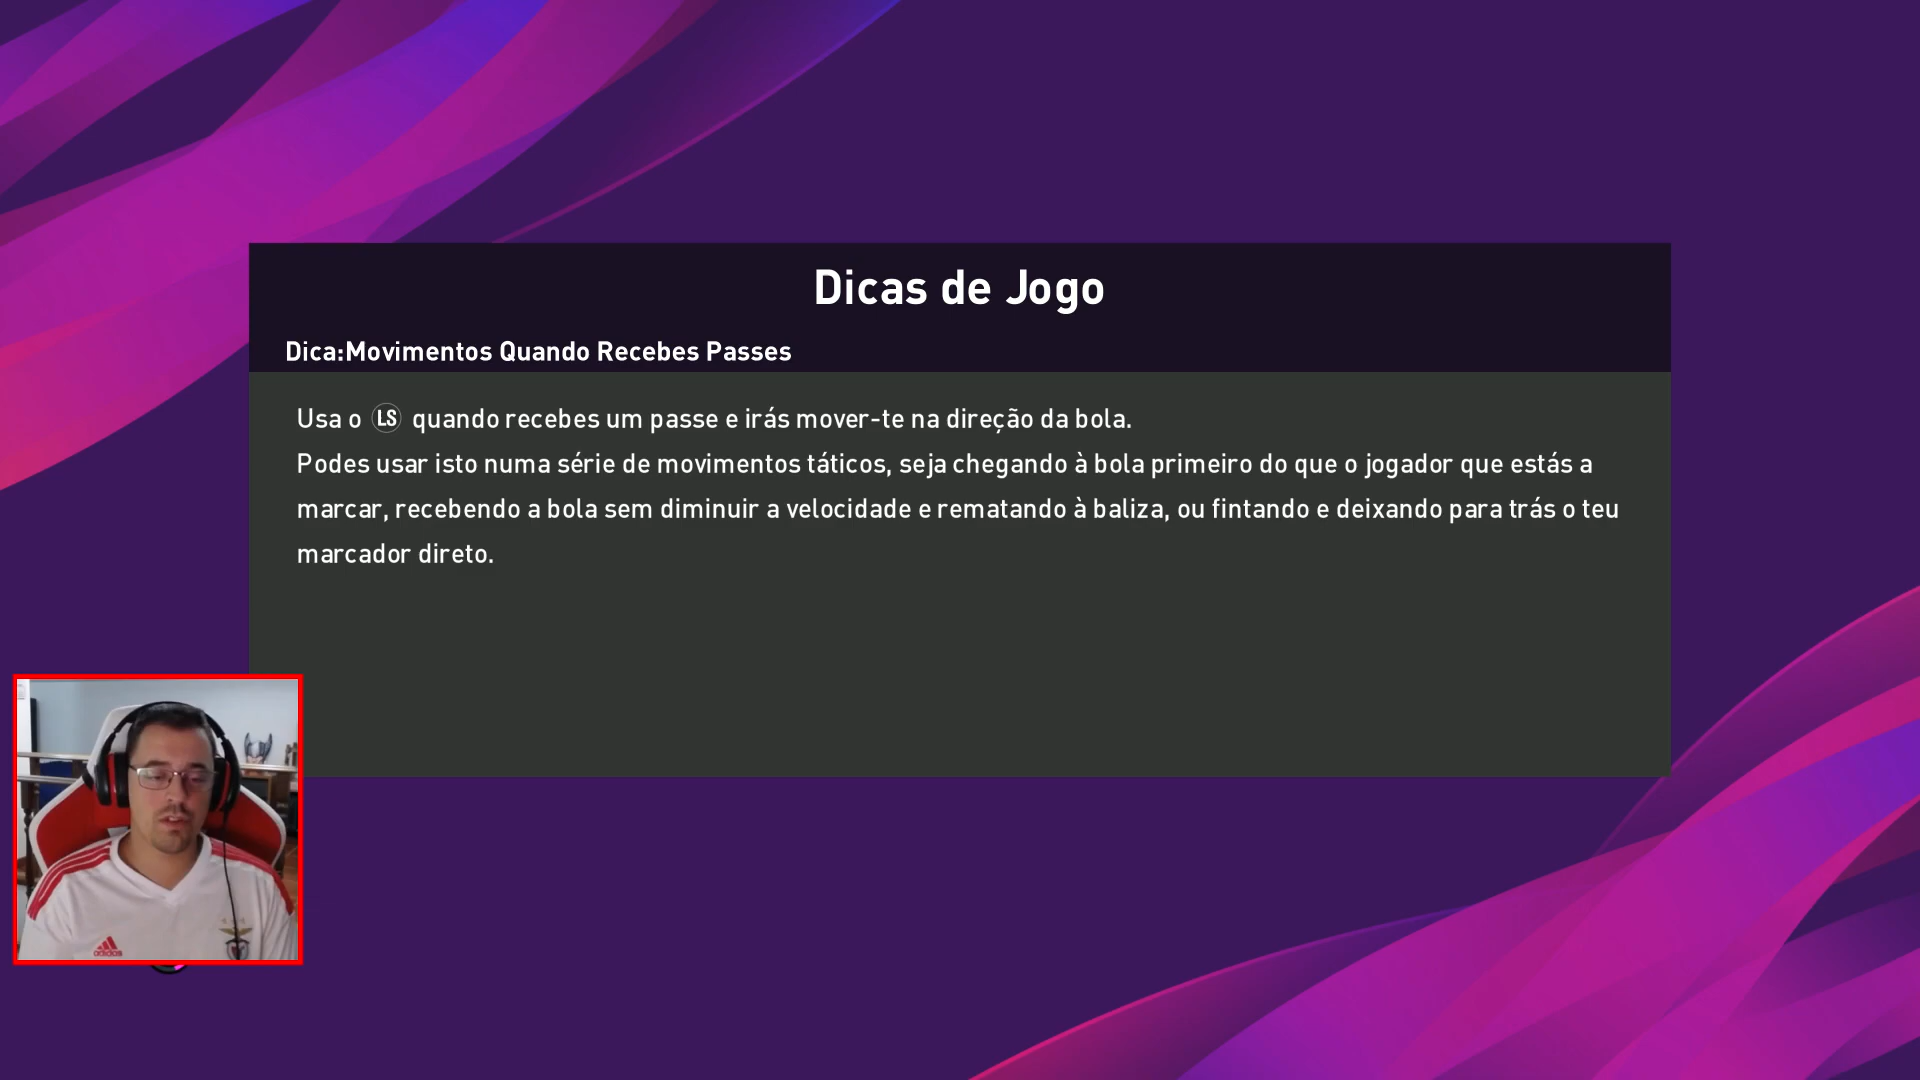 Dicas de Jogo
Dica:Movimentos Quando Recebes Passes
Usa o LS quando recebes um passe e irás mover-te na direção da bola.
Podes usar isto numa série de movimentos táticos, seja chegando à bola primeiro do que o jogador que estás a
marcar, recebendo a bola sem diminuir a velocidade e rematando à baliza, ou fintando e deixando para trás o teu
marcador direto.
adidas